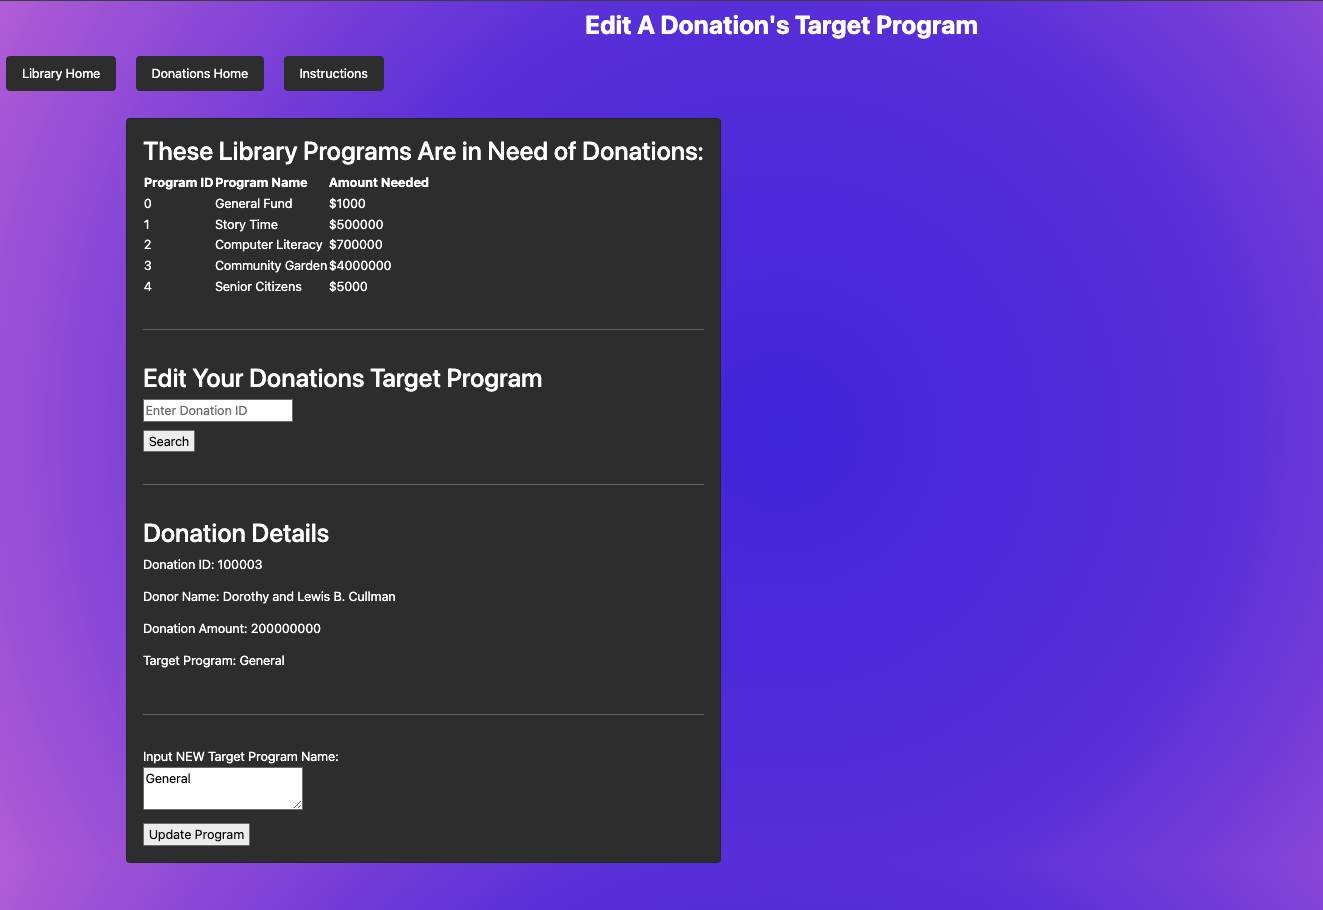 Edit A Donation's Target Program
Library Home Donations Home Instructions
These Library Programs Are in Need of Donations:
Program ID Program Name Amount Needed
0 General Fund $1000
1 Story Time $500000
2 Computer Literacy $700000
3 Community Garden $4000000
4 Senior Citizens $5000
Edit Your Donations Target Program
Enter Donation ID
Search
Donation Details
Donation ID: 100003
Donor Name: Dorothy and Lewis B. Cullman
Donation Amount: 200000000
Target Program: General
Input NEW Target Program Name:
General
Update Program